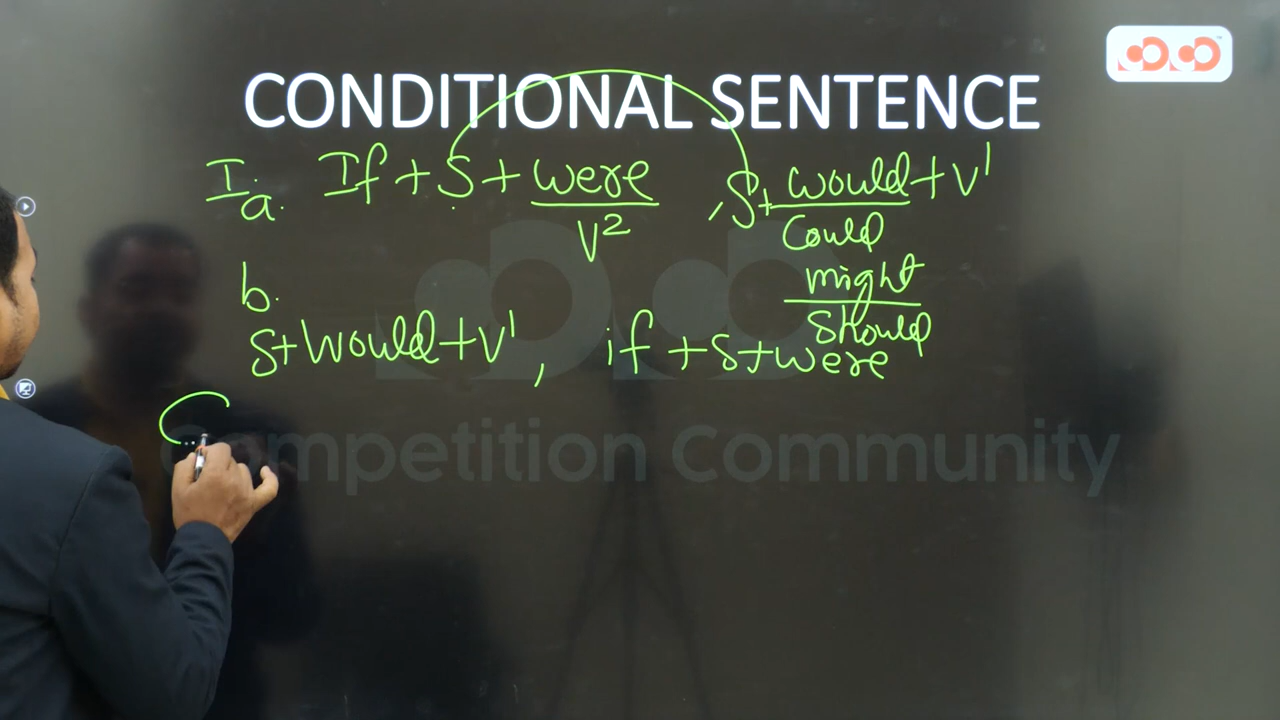 CONDITIONAL SENTENCE
I. a. If + S + were / V², S + would / Could / might / Should + V¹
b.
S + Would + V¹, if + S + were
C
Competition Community